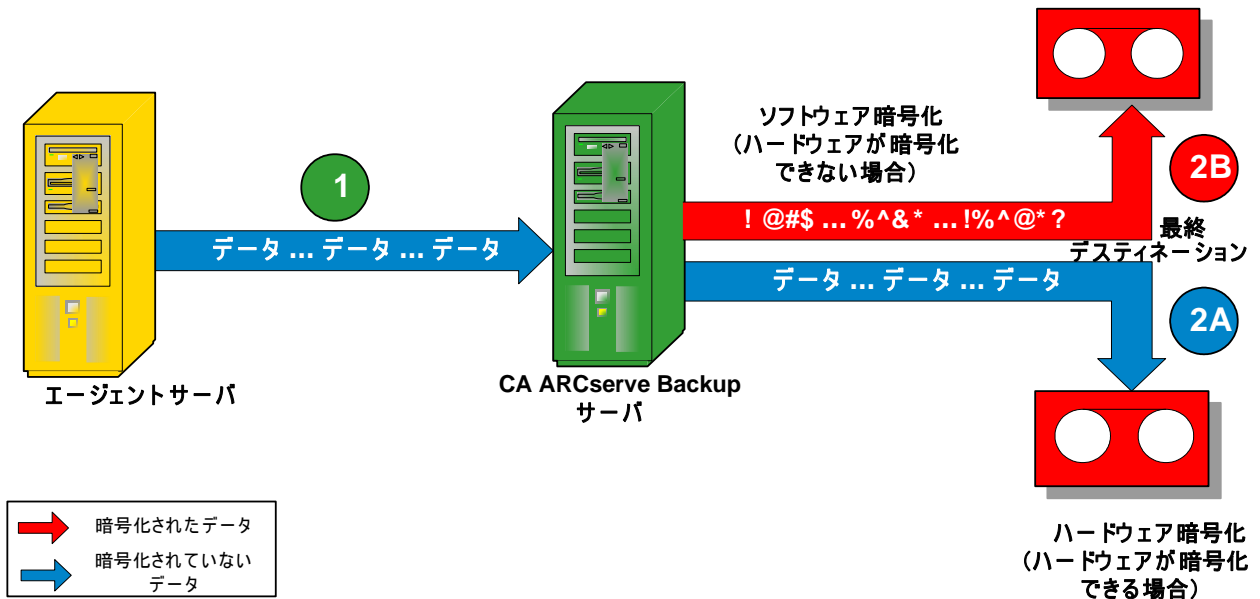 ソフトウェア暗号化
（ハードウェアが暗号化
できない場合）
1
2B
! @#$ ... %^& * ... !%^@* ?
最終
デスティネーション
データ ... データ ... データ
データ ... データ ... データ
2A
エージェントサーバ
CA ARCserve Backup
サーバ
暗号化されたデータ
暗号化されていない
データ
ハードウェア暗号化
（ハードウェアが暗号化
できる場合）